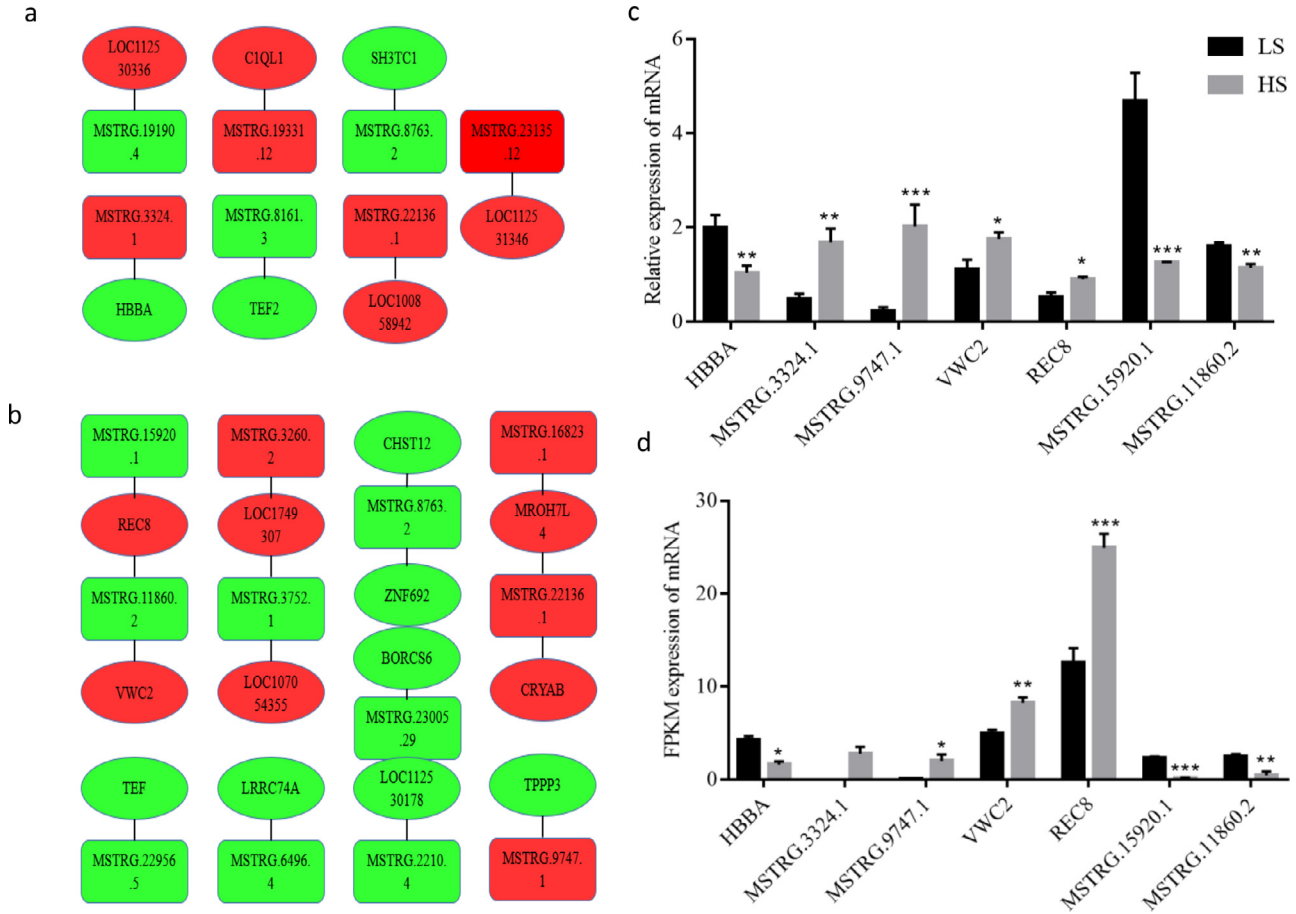 a
LOC1125
30336
C1QL1
SH3TC1
MSTRG.19190
.4
MSTRG.19331
.12
MSTRG.8763.
2
MSTRG.23135
.12
MSTRG.3324.
1
MSTRG.8161.
3
MSTRG.22136
.1
LOC1125
31346
HBBA
TEF2
LOC1008
58942
b
MSTRG.15920
.1
MSTRG.3260.
2
CHST12
MSTRG.16823
.1
REC8
LOC1749
307
MSTRG.8763.
2
MROH7L
4
MSTRG.11860.
2
MSTRG.3752.
1
ZNF692
MSTRG.22136
.1
BORCS6
VWC2
LOC1070
54355
CRYAB
MSTRG.23005
.29
TEF
LRRC74A
LOC1125
30178
TPPP3
MSTRG.22956
.5
MSTRG.6496.
4
MSTRG.2210.
4
MSTRG.9747.
1
c
LS
HS
Relative expression of mRNA
6
4
2
0
**
**
***
*
*
***
**
HBBA
MSTRG.3324.1
MSTRG.9747.1
VWC2
REC8
MSTRG.15920.1
MSTRG.11860.2
d
FPKM expression of mRNA
30
20
10
0
*
*
**
***
***
**
HBBA
MSTRG.3324.1
MSTRG.9747.1
VWC2
REC8
MSTRG.15920.1
MSTRG.11860.2